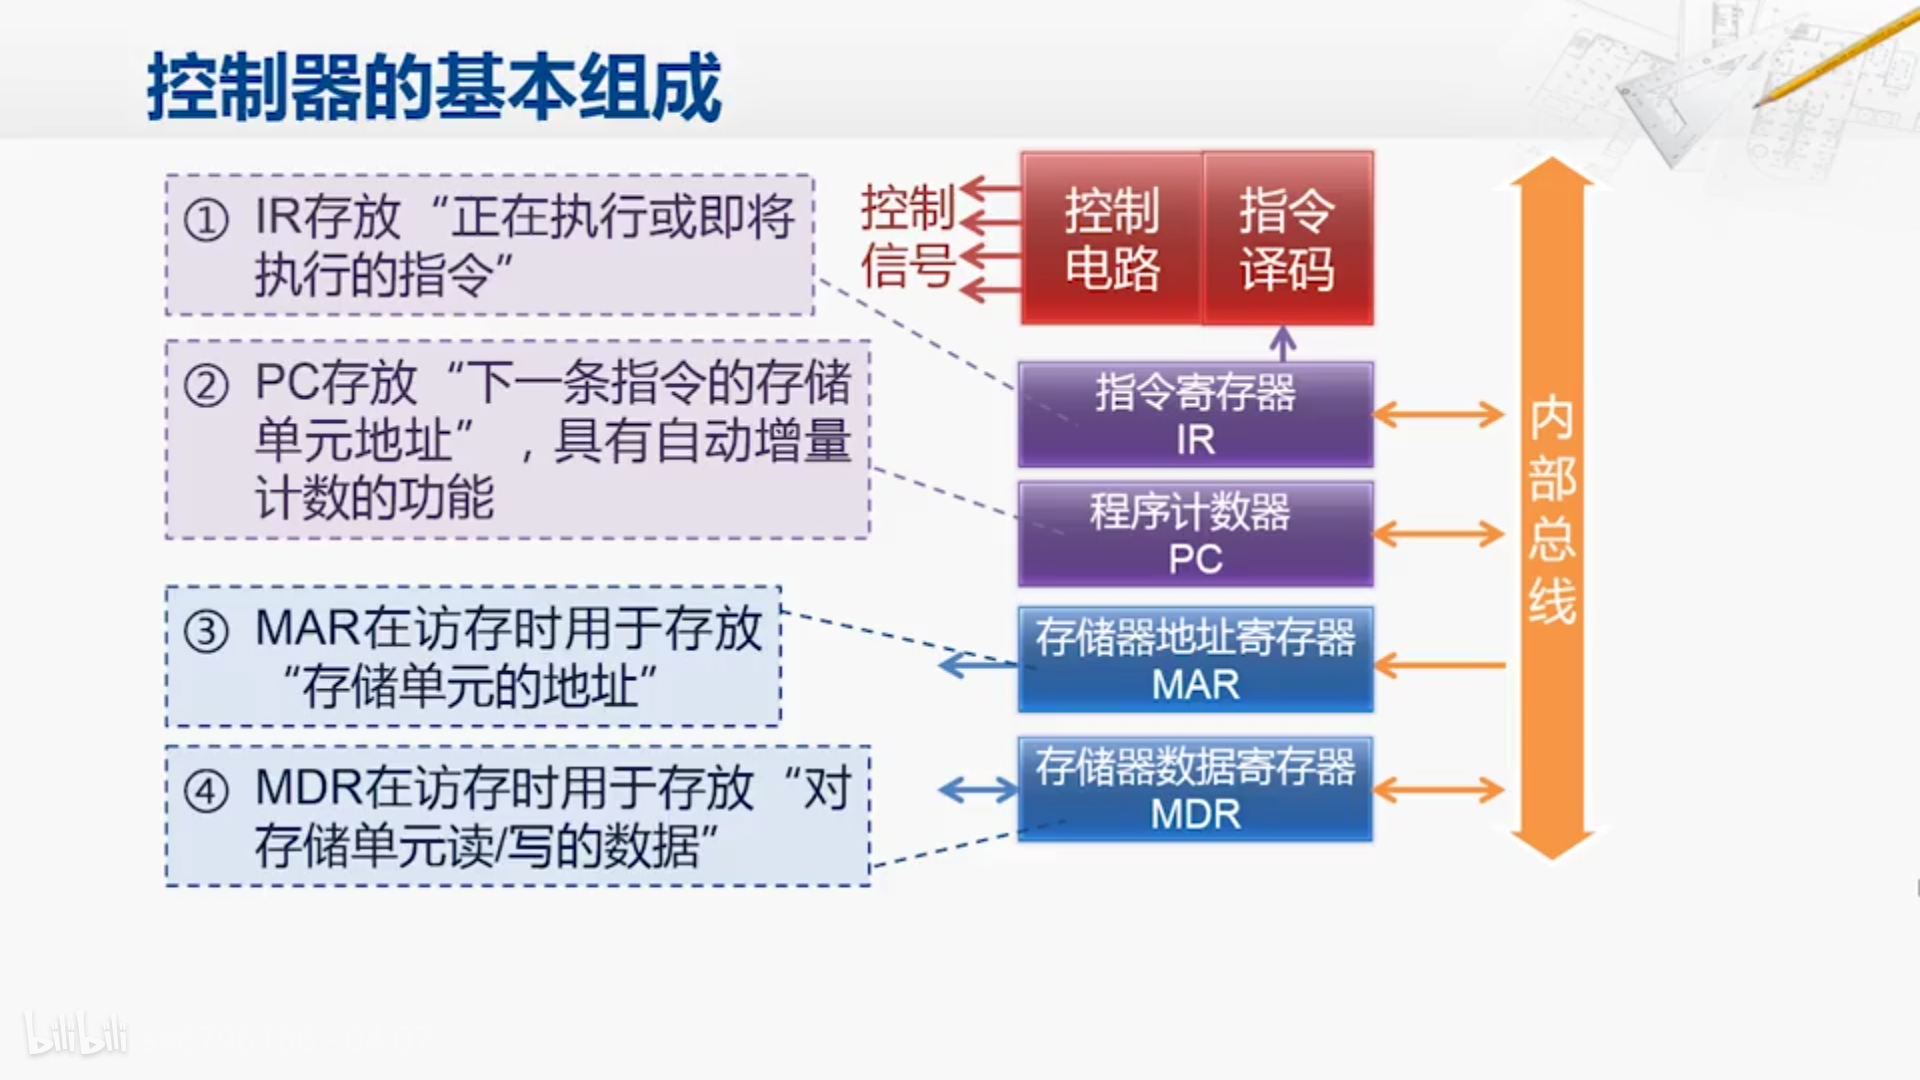 控制器的基本组成
① IR存放“正在执行或即将
执行的指令”
② PC存放“下一条指令的存储
单元地址”，具有自动增量
计数的功能
③ MAR在访存时用于存放
“存储单元的地址”
④ MDR在访存时用于存放“对
存储单元读/写的数据”
控制
信号
控制
电路
指令
译码
指令寄存器
IR
程序计数器
PC
存储器地址寄存器
MAR
存储器数据寄存器
MDR
内
部
总
线
bilibili